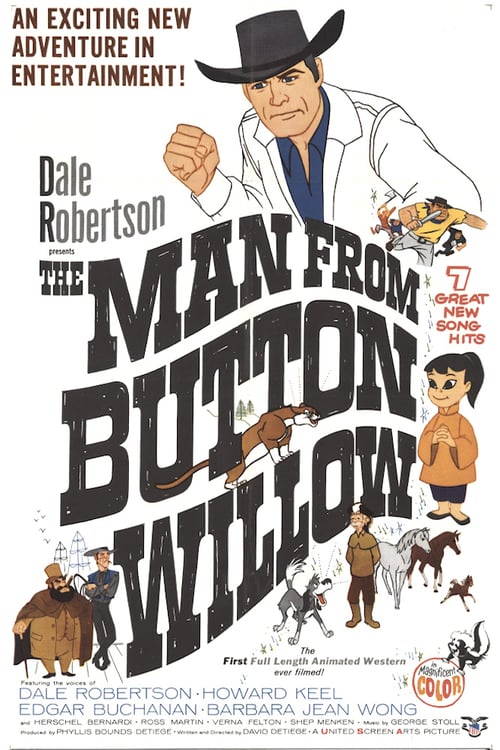 AN EXCITING NEW
ADVENTURE IN
ENTERTAINMENT!
Dale
Robertson
presents
THE MAN FROM
BUTTON
WILLOW
7
GREAT
NEW
SONG
HITS
The
First Full Length Animated Western
ever filmed!
in
Magnificent
COLOR
Featuring the voices of
DALE ROBERTSON · HOWARD KEEL
EDGAR BUCHANAN · BARBARA JEAN WONG
and HERSCHEL BERNARDI · ROSS MARTIN · VERNA FELTON · SHEP MENKEN · Music by GEORGE STOLL
Produced by PHYLLIS BOUNDS DETIEGE · Written and Directed by DAVID DETIEGE · A UNITED SCREEN ARTS PICTURE